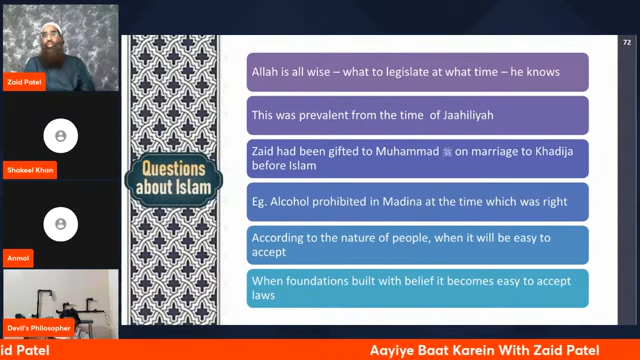 72
Zaid Patel
Shakeel Khan
Anmol
Devil's Philosopher
Questions
about Islam
Allah is all wise – what to legislate at what time – he knows
This was prevalent from the time of Jaahiliyah
Zaid had been gifted to Muhammad ﷺ on marriage to Khadija
before Islam
Eg. Alcohol prohibited in Madina at the time which was right
According to the nature of people, when it will be easy to
accept
When foundations built with belief it becomes easy to accept
laws
id Patel
Aayiye Baat Karein With Zaid Patel